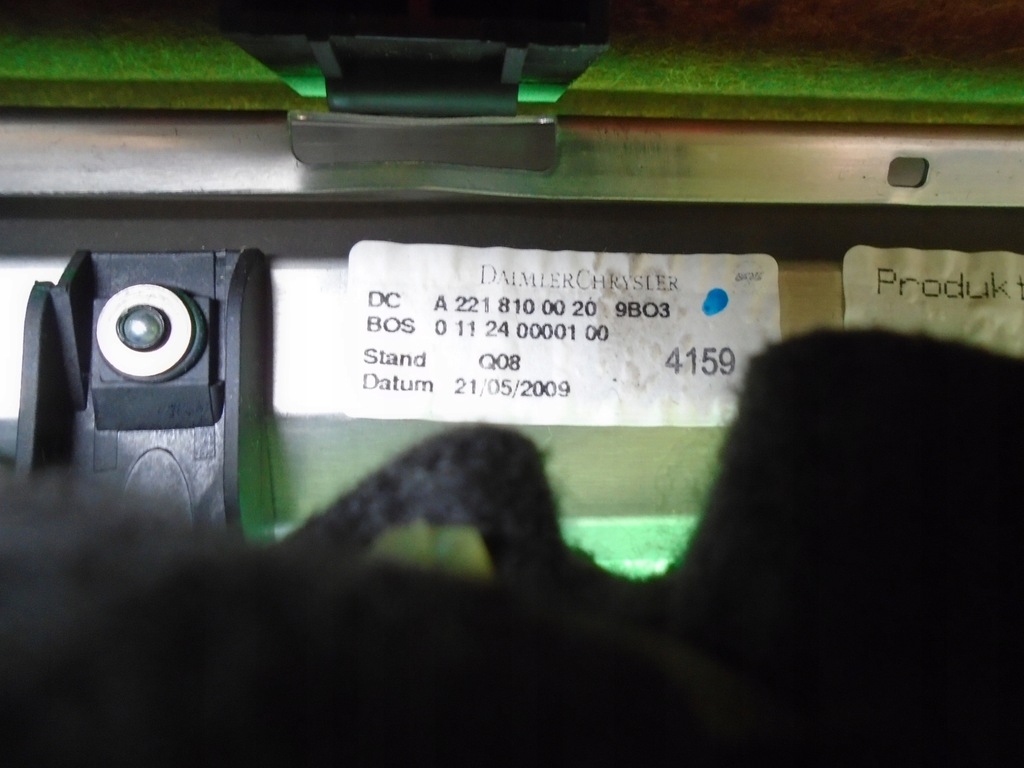 DAIMLERCHRYSLER
DC A 221 810 00 20 9BO3
BOS 0 11 24 00001 00
Stand Q08
4159
Datum 21/05/2009
Produkt